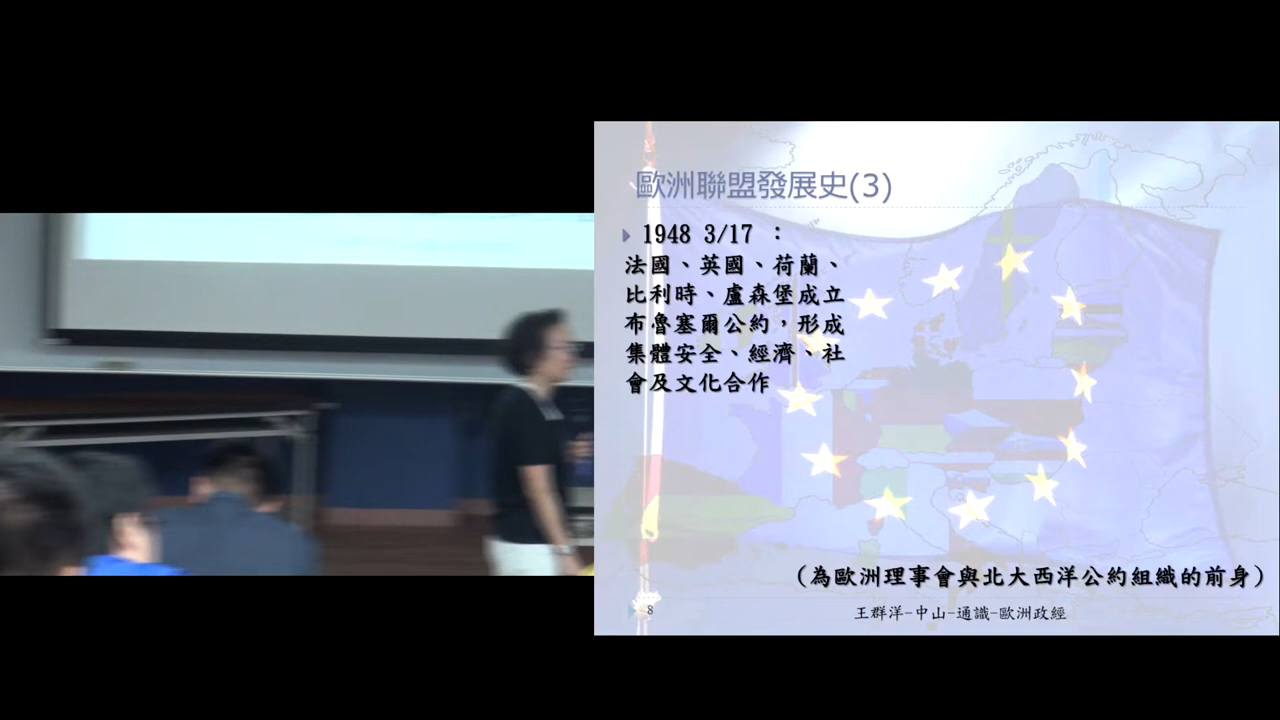 歐洲聯盟發展史(3)
1948 3/17 ：
法國、英國、荷蘭、
比利時、盧森堡成立
布魯塞爾公約，形成
集體安全、經濟、社
會及文化合作
(為歐洲理事會與北大西洋公約組織的前身)
8
王群洋-中山-通識-歐洲政經